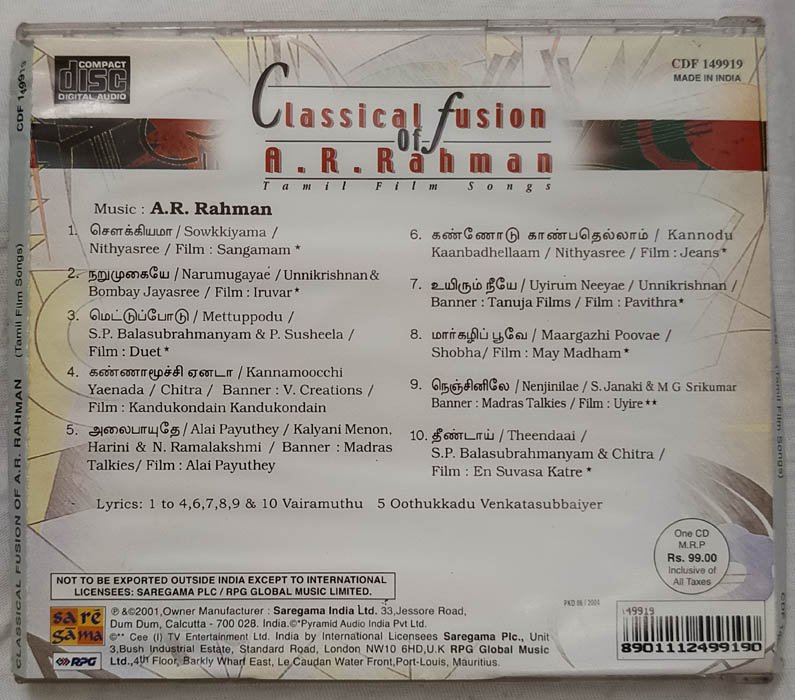 COMPACT
disc
DIGITAL AUDIO
CDF 149919
MADE IN INDIA
Classical fusion
Of
A.R.Rahman
Tamil Film Songs
Music : A.R. Rahman
1. சௌக்கியமா / Sowkkiyama /
Nithyasree / Film : Sangamam *
2. நறுமுகையே / Narumugayae / Unnikrishnan &
Bombay Jayasree / Film : Iruvar *
3. மெட்டுப்போடு / Mettuppodu /
S.P. Balasubrahmanyam & P. Susheela /
Film : Duet *
4. கண்ணாமூச்சி ஏனடா / Kannamoocchi
Yaenada / Chitra / Banner : V. Creations /
Film : Kandukondain Kandukondain
5. அலைபாயுதே / Alai Payuthey / Kalyani Menon,
Harini & N. Ramalakshmi / Banner : Madras
Talkies/ Film : Alai Payuthey
6. கண்ணோடு காண்பதெல்லாம் / Kannodu
Kaanbadhellaam / Nithyasree / Film : Jeans *
7. உயிரும் நீயே / Uyirum Neeyae / Unnikrishnan /
Banner : Tanuja Films / Film : Pavithra *
8. மார்கழிப் பூவே / Maargazhi Poovae /
Shobha/ Film : May Madham *
9. நெஞ்சினிலே / Nenjinilae / S. Janaki & M G Srikumar
Banner : Madras Talkies / Film : Uyire **
10. தீண்டாய் / Theendaai /
S.P. Balasubrahmanyam & Chitra /
Film : En Suvasa Katre *
Lyrics: 1 to 4,6,7,8,9 & 10 Vairamuthu 5 Oothukkadu Venkatasubbaiyer
One CD
M.R.P
Rs. 99.00
Inclusive of
All Taxes
NOT TO BE EXPORTED OUTSIDE INDIA EXCEPT TO INTERNATIONAL
LICENSEES: SAREGAMA PLC / RPG GLOBAL MUSIC LIMITED.
PKD 06 / 2004
sa rē
gā ma
RPG
℗ &©2001,Owner Manufacturer : Saregama India Ltd. 33,Jessore Road,
Dum Dum, Calcutta - 700 028. India.©*Pyramid Audio India Pvt Ltd.
©** Cee (I) TV Entertainment Ltd. India by International Licensees Saregama Plc., Unit
3,Bush Industrial Estate, Standard Road, London NW10 6HD,U.K RPG Global Music
Ltd.,4th Floor, Barkly Wharf East, Le Caudan Water Front,Port-Louis, Mauritius.
149919
8901112499190
CLASSICAL FUSION OF A.R. RAHMAN (Tamil Film Songs) CDF 149919
(Tamil Film Songs)